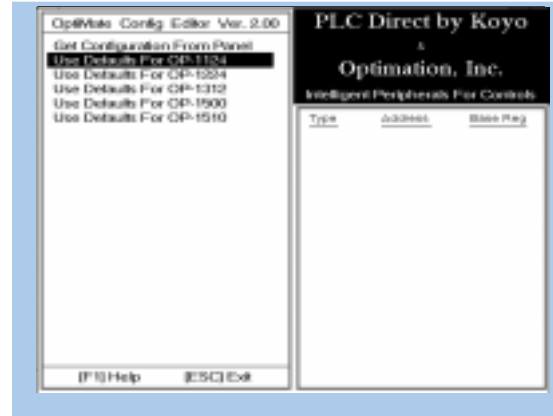 OptiMate Config Editor Ver. 2.00
Get Configuration From Panel
Use Defaults For OP-1124
Use Defaults For OP-1224
Use Defaults For OP-1312
Use Defaults For OP-1500
Use Defaults For OP-1510
[F1] Help [ESC] Exit
PLC Direct by Koyo
&
Optimation, Inc.
Intelligent Peripherals For Controls
Type Address Base Reg